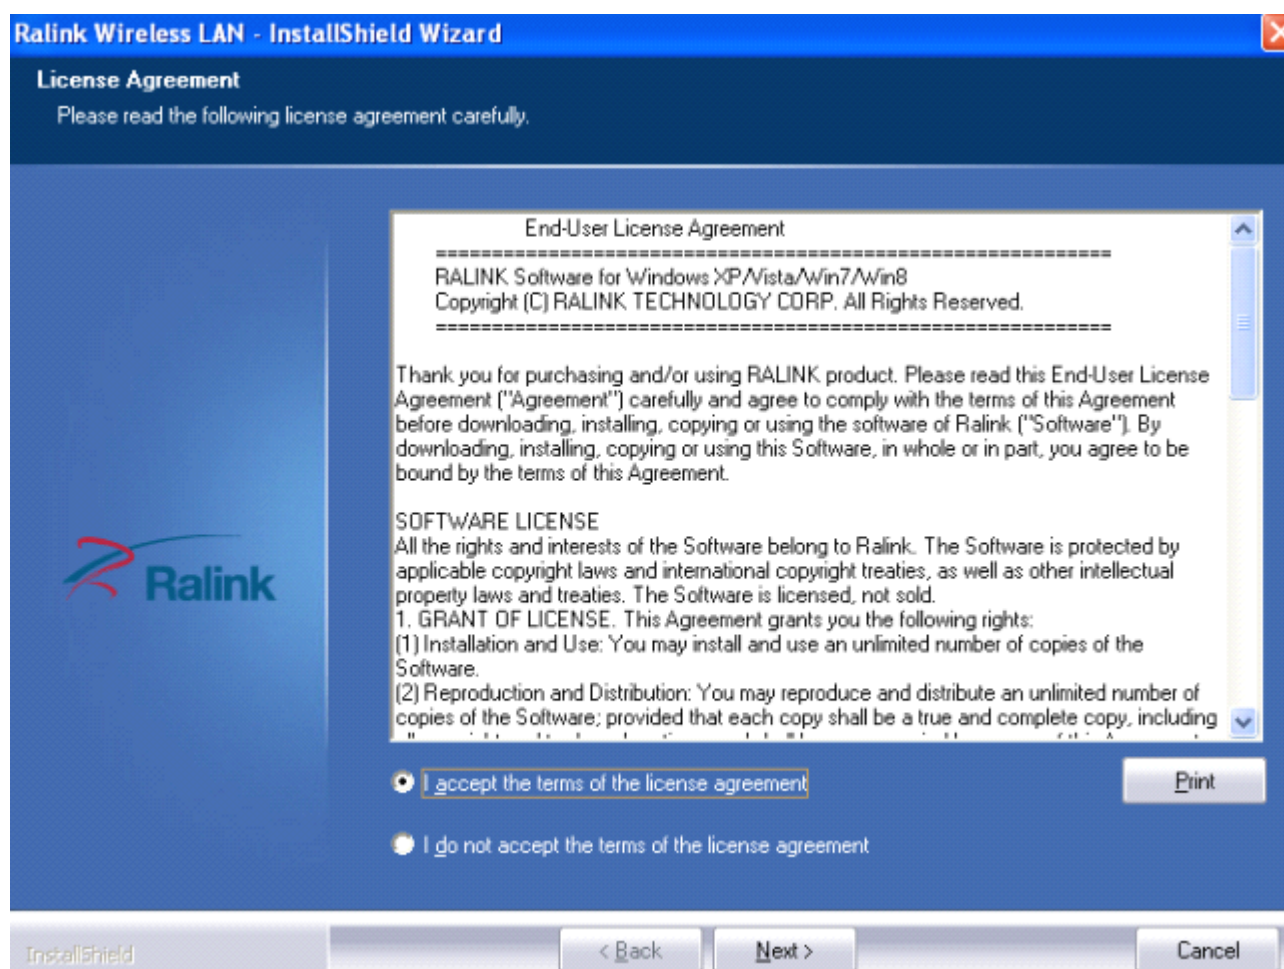 Ralink Wireless LAN - InstallShield Wizard
License Agreement
Please read the following license agreement carefully.
End-User License Agreement
============================================================
RALINK Software for Windows XP/Vista/Win7/Win8
Copyright (C) RALINK TECHNOLOGY CORP. All Rights Reserved.
============================================================
Thank you for purchasing and/or using RALINK product. Please read this End-User License
Agreement ("Agreement") carefully and agree to comply with the terms of this Agreement
before downloading, installing, copying or using the software of Ralink ("Software"). By
downloading, installing, copying or using this Software, in whole or in part, you agree to be
bound by the terms of this Agreement.
SOFTWARE LICENSE
All the rights and interests of the Software belong to Ralink. The Software is protected by
applicable copyright laws and international copyright treaties, as well as other intellectual
property laws and treaties. The Software is licensed, not sold.
1. GRANT OF LICENSE. This Agreement grants you the following rights:
(1) Installation and Use: You may install and use an unlimited number of copies of the
Software.
(2) Reproduction and Distribution: You may reproduce and distribute an unlimited number of
copies of the Software; provided that each copy shall be a true and complete copy, including
Ralink
I accept the terms of the license agreement
Print
I do not accept the terms of the license agreement
InstallShield
< Back
Next >
Cancel